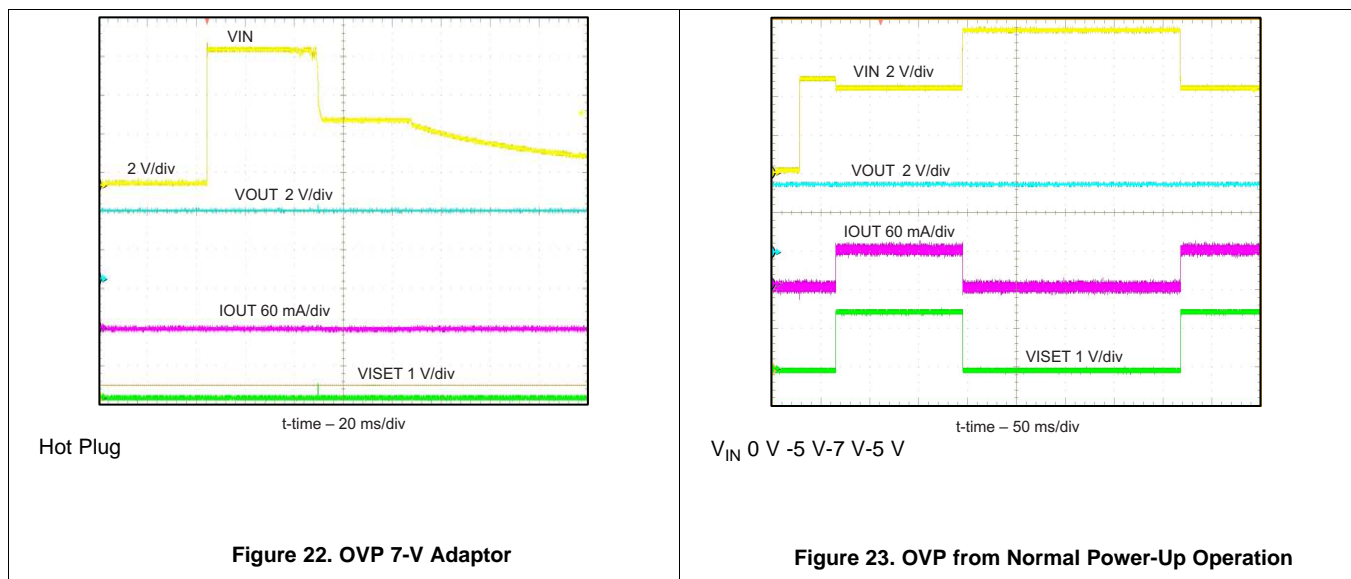 VIN
2 V/div
VOUT 2 V/div
IOUT 60 mA/div
VISET 1 V/div
t-time – 20 ms/div
Hot Plug
Figure 22. OVP 7-V Adaptor
VIN 2 V/div
VOUT 2 V/div
IOUT 60 mA/div
VISET 1 V/div
t-time – 50 ms/div
VIN 0 V -5 V-7 V-5 V
Figure 23. OVP from Normal Power-Up Operation